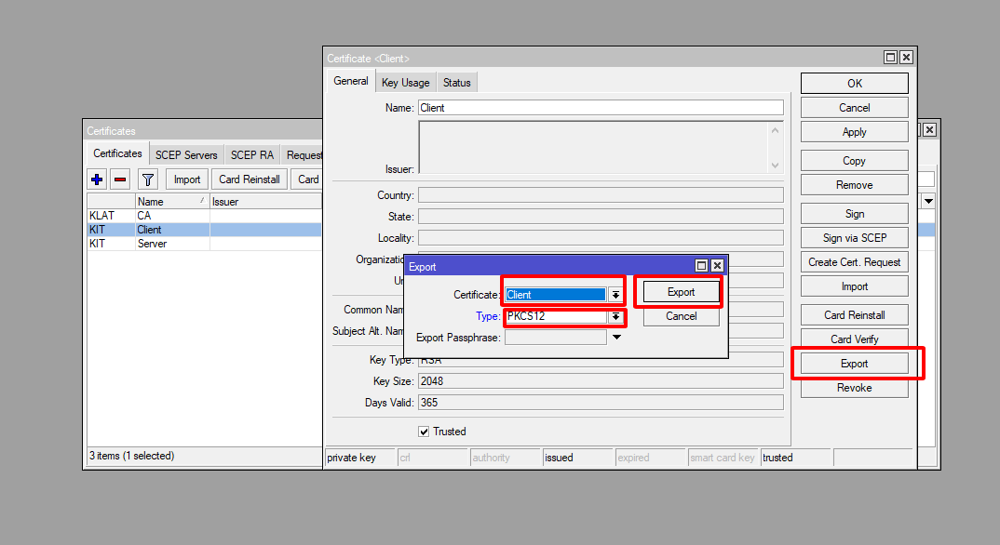 Certificate <Client>
General Key Usage Status
Name: Client
Issuer:
Country:
State:
Locality:
Organizatio
Un
Common Nam
Subject Alt. Nam
Key Type: RSA
Key Size: 2048
Days Valid: 365
Trusted
private key crl authority issued expired smart card key trusted
OK
Cancel
Apply
Copy
Remove
Sign
Sign via SCEP
Create Cert. Request
Import
Card Reinstall
Card Verify
Export
Revoke
Export
Certificate: Client
Type: PKCS12
Export Passphrase:
Export
Cancel
Certificates
Certificates SCEP Servers SCEP RA Request
Import Card Reinstall Card
Name Issuer
KLAT CA
KIT Client
KIT Server
3 items (1 selected)